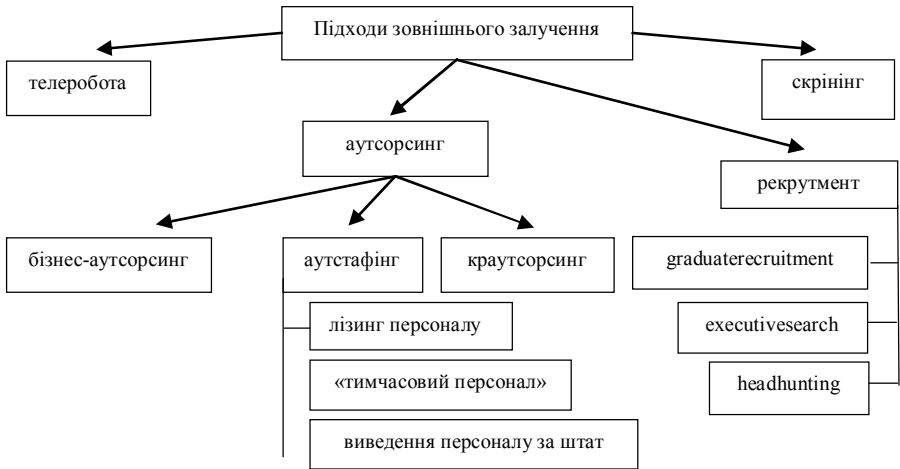 Підходи зовнішнього залучення
телеробота
скрінінг
аутсорсинг
рекрутмент
бізнес-аутсорсинг
аутстафінг
краутсорсинг
graduaterecruitment
лізинг персоналу
executivesearch
«тимчасовий персонал»
headhunting
виведення персоналу за штат